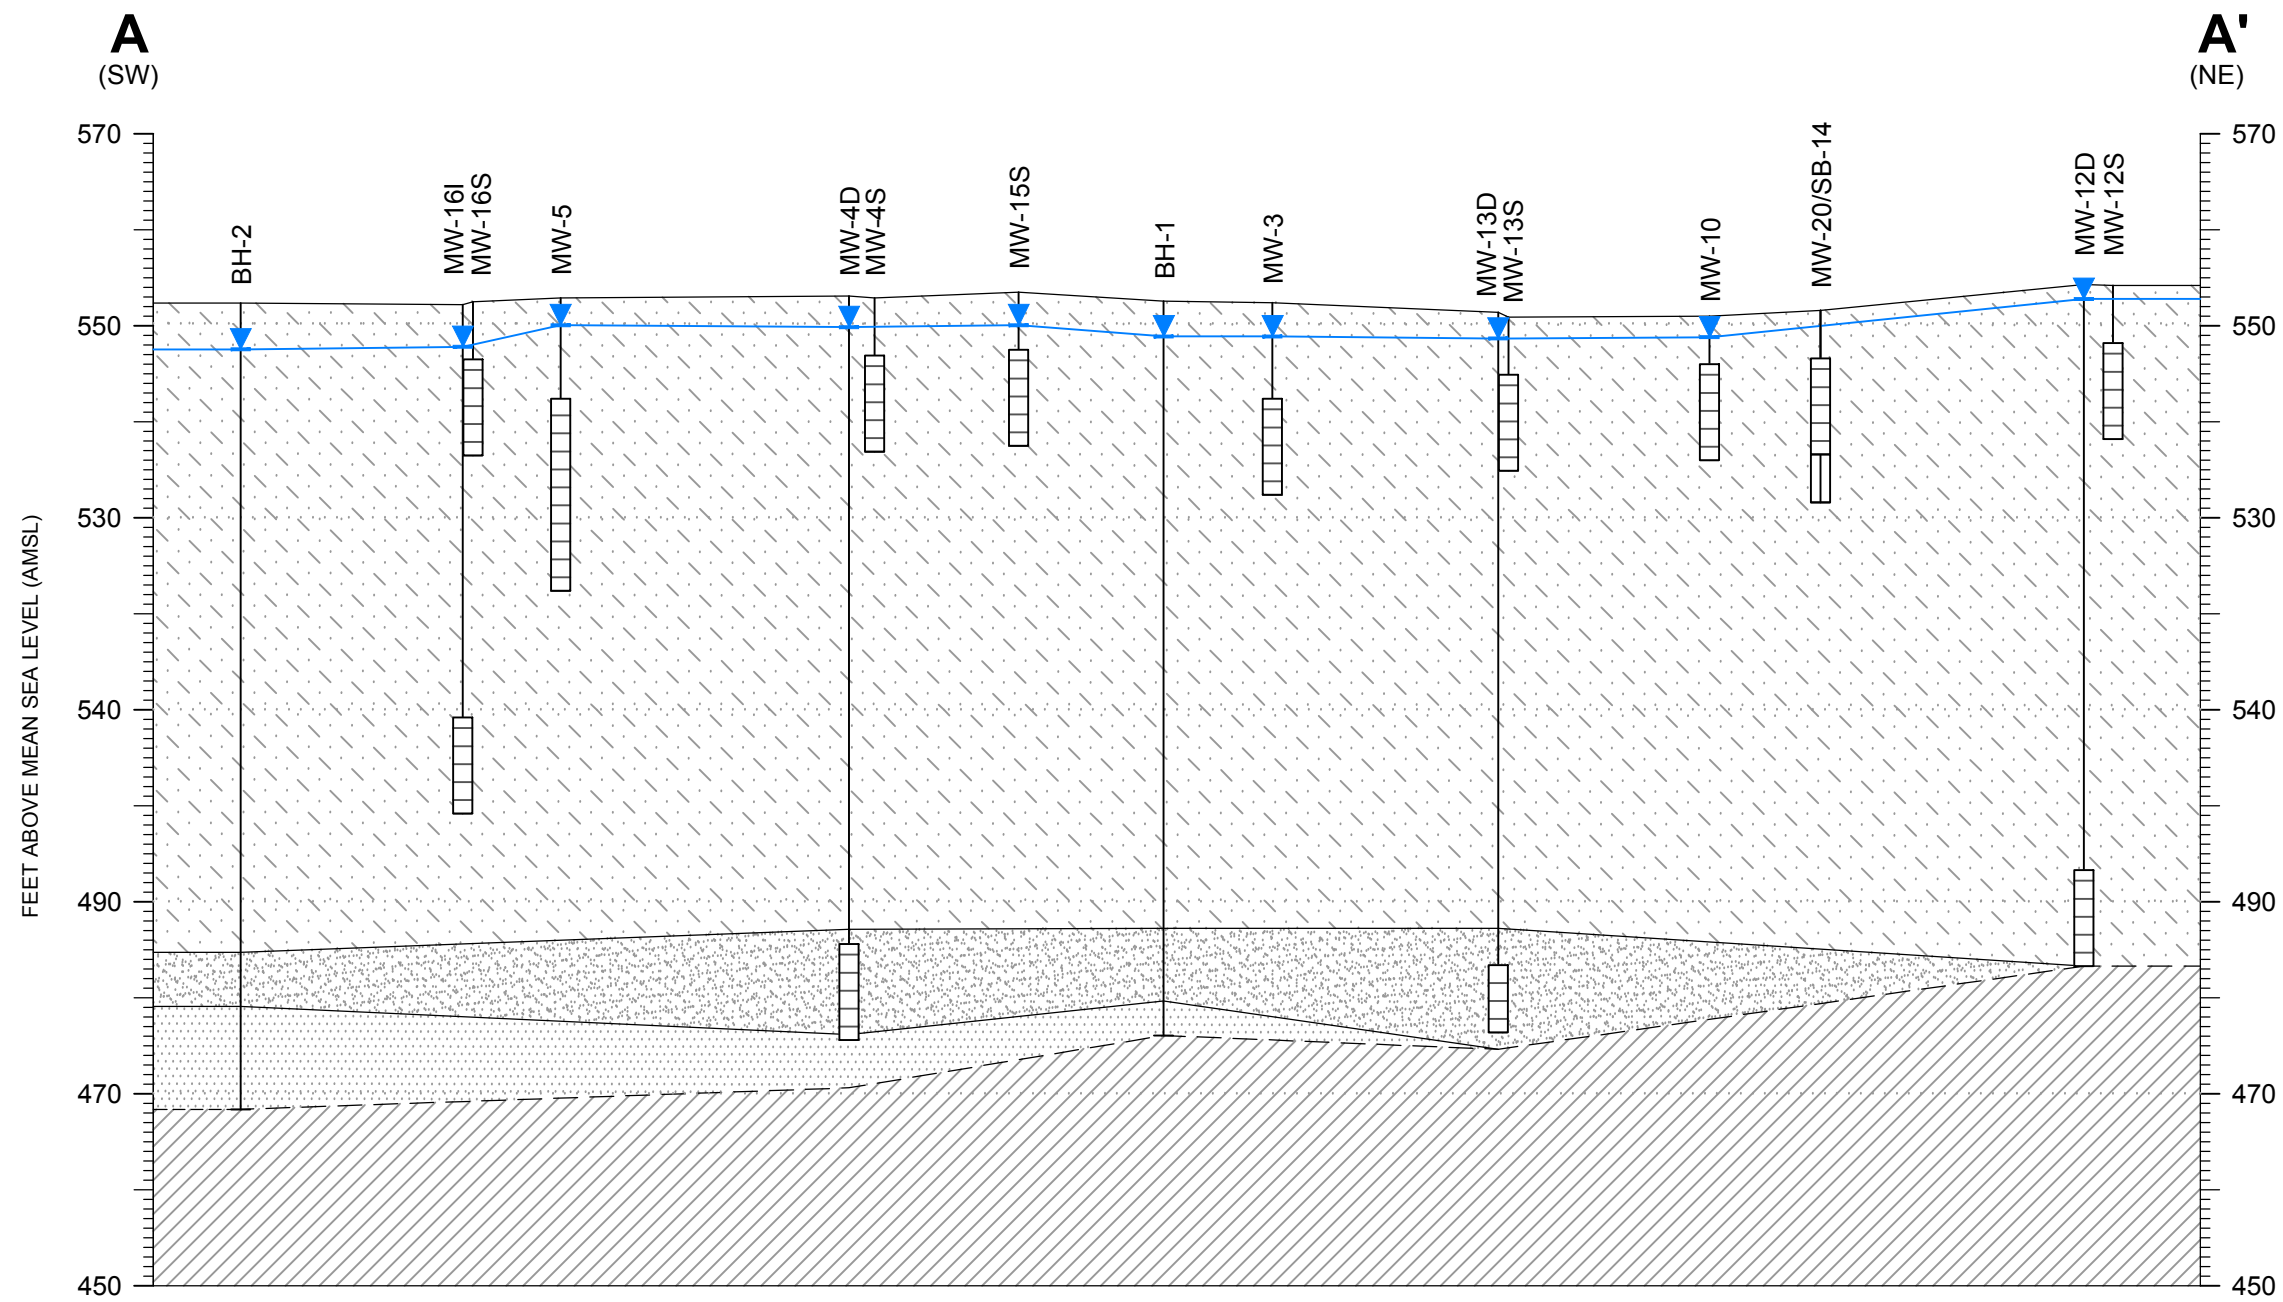 A
(SW)
A'
(NE)
BH-2
MW-16I
MW-16S
MW-5
MW-4D
MW-4S
MW-15S
BH-1
MW-3
MW-13D
MW-13S
MW-10
MW-20/SB-14
MW-12D
MW-12S
FEET ABOVE MEAN SEA LEVEL (AMSL)
570
550
530
540
490
470
450
570
550
530
540
490
470
450